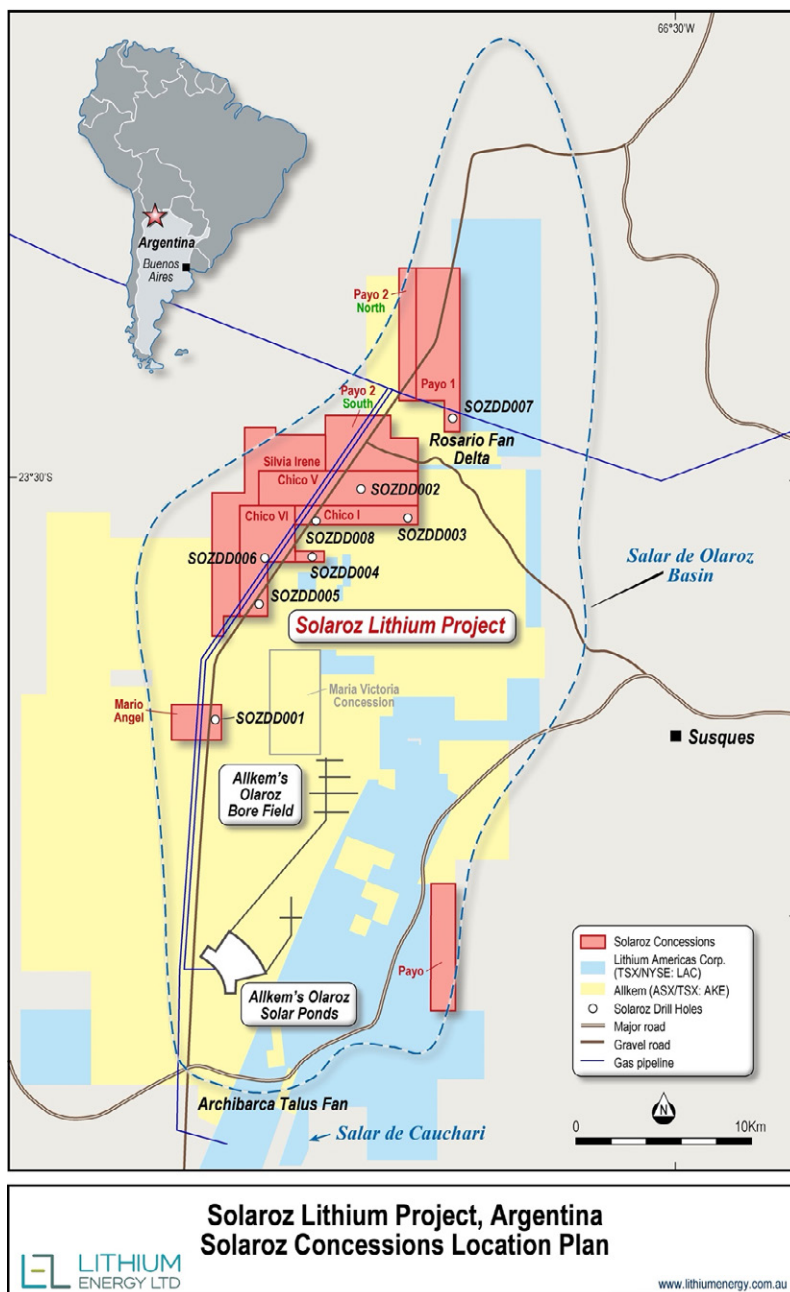 66°30'W
Argentina
Buenos
Aires
Payo 2
North
Payo 1
SOZDD007
Rosario Fan
Delta
Payo 2
South
Silvia Irene
23°30'S
Chico V
SOZDD002
Chico VI
Chico I
SOZDD003
SOZDD008
SOZDD006
SOZDD004
SOZDD005
Salar de Olaroz
Basin
Solaroz Lithium Project
Maria Victoria
Concession
Mario
Angel
SOZDD001
Susques
Allkem's
Olaroz
Bore Field
Payo
Allkem's Olaroz
Solar Ponds
Archibarca Talus Fan
Salar de Cauchari
Solaroz Concessions
Lithium Americas Corp.
(TSX/NYSE: LAC)
Allkem (ASX/TSX: AKE)
Solaroz Drill Holes
Major road
Gravel road
Gas pipeline
N
0 10Km
Solaroz Lithium Project, Argentina
Solaroz Concessions Location Plan
LITHIUM
ENERGY LTD
www.lithiumenergy.com.au